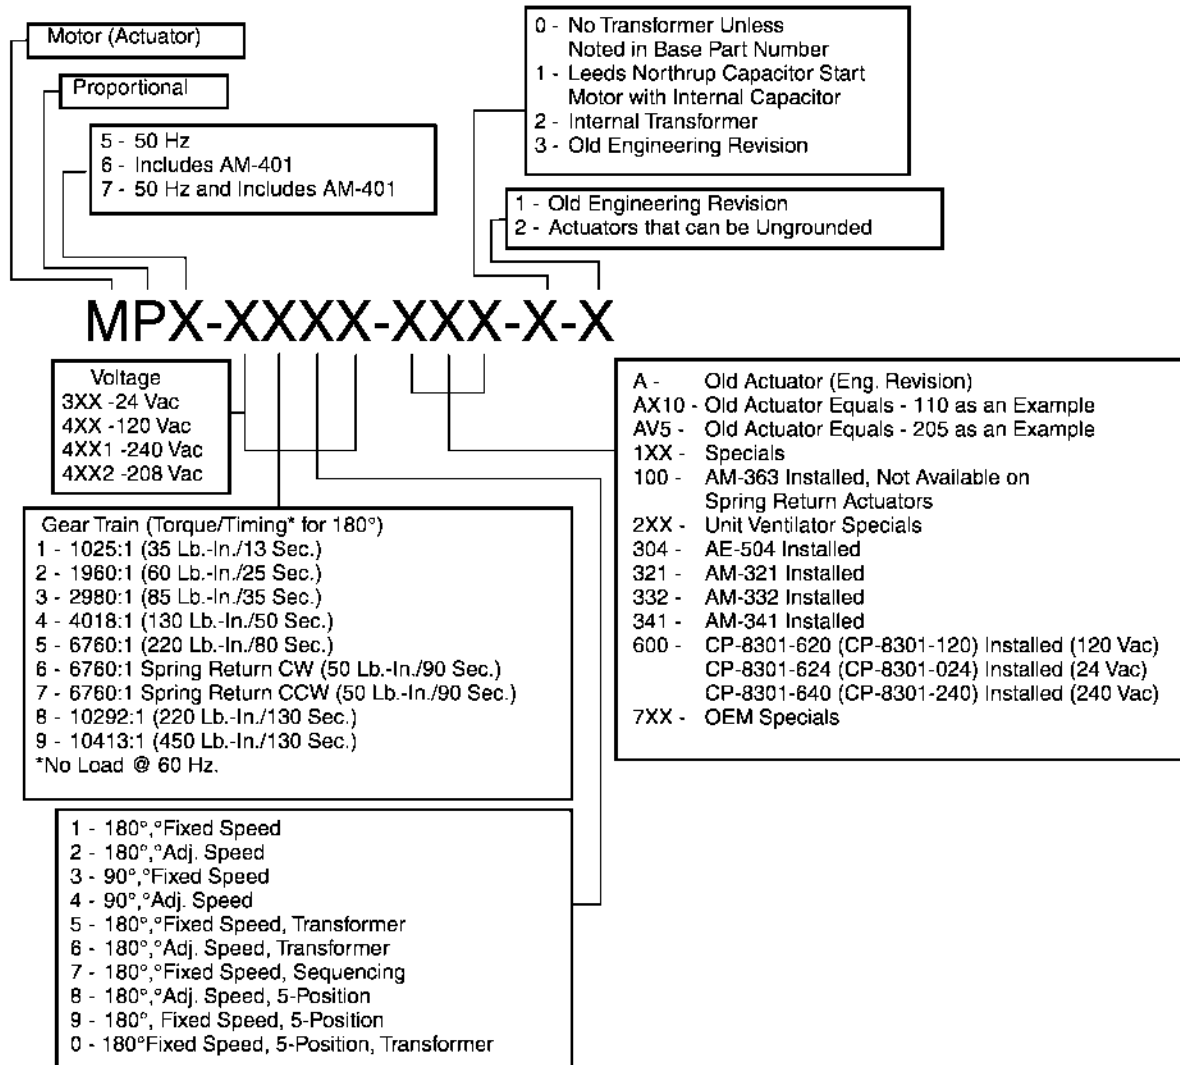 Motor (Actuator)
Proportional
5 - 50 Hz
6 - Includes AM-401
7 - 50 Hz and Includes AM-401
0 - No Transformer Unless
Noted in Base Part Number
1 - Leeds Northrup Capacitor Start
Motor with Internal Capacitor
2 - Internal Transformer
3 - Old Engineering Revision
1 - Old Engineering Revision
2 - Actuators that can be Ungrounded
MPX-XXXX-XXX-X-X
Voltage
3XX -24 Vac
4XX -120 Vac
4XX1 -240 Vac
4XX2 -208 Vac
Gear Train (Torque/Timing* for 180°)
1 - 1025:1 (35 Lb.-In./13 Sec.)
2 - 1960:1 (60 Lb.-In/25 Sec.)
3 - 2980:1 (85 Lb.-In/35 Sec.)
4 - 4018:1 (130 Lb.-In/50 Sec.)
5 - 6760:1 (220 Lb.-In/80 Sec.)
6 - 6760:1 Spring Return CW (50 Lb.-In/90 Sec.)
7 - 6760:1 Spring Return CCW (50 Lb.-In/90 Sec.)
8 - 10292:1 (220 Lb.-In./130 Sec.)
9 - 10413:1 (450 Lb.-In./130 Sec.)
*No Load @ 60 Hz.
1 - 180°,°Fixed Speed
2 - 180°,°Adj. Speed
3 - 90°,°Fixed Speed
4 - 90°,°Adj. Speed
5 - 180°,°Fixed Speed, Transformer
6 - 180°,°Adj. Speed, Transformer
7 - 180°,°Fixed Speed, Sequencing
8 - 180°,°Adj. Speed, 5-Position
9 - 180°, Fixed Speed, 5-Position
0 - 180°Fixed Speed, 5-Position, Transformer
A - Old Actuator (Eng. Revision)
AX10 - Old Actuator Equals - 110 as an Example
AV5 - Old Actuator Equals - 205 as an Example
1XX - Specials
100 - AM-363 Installed, Not Available on
Spring Return Actuators
2XX - Unit Ventilator Specials
304 - AE-504 Installed
321 - AM-321 Installed
332 - AM-332 Installed
341 - AM-341 Installed
600 - CP-8301-620 (CP-8301-120) Installed (120 Vac)
CP-8301-624 (CP-8301-024) Installed (24 Vac)
CP-8301-640 (CP-8301-240) Installed (240 Vac)
7XX - OEM Specials